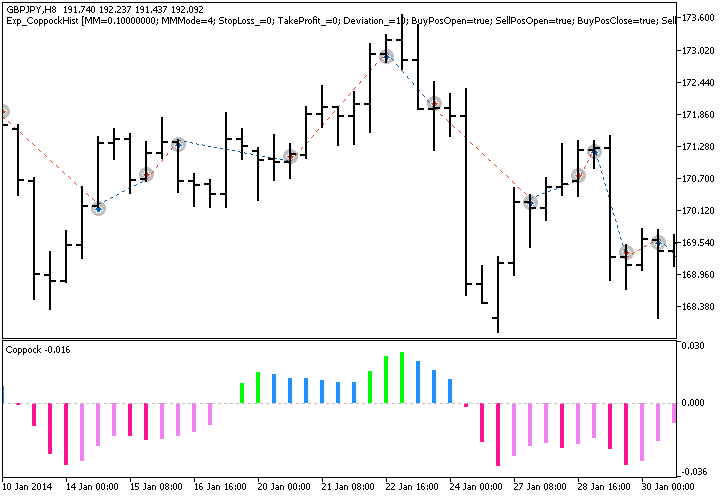 GBPJPY,H8 191.740 192.237 191.437 192.092
Exp_CoppockHist [MM=0.10000000; MMMode=4; StopLoss_=0; TakeProfit_=0; Deviation_=10; BuyPosOpen=true; SellPosOpen=true; BuyPosClose=true; Sell
173.600
173.020
172.440
171.860
171.280
170.700
170.120
169.540
168.960
168.380
Coppock -0.016
0.030
0.000
-0.036
10 Jan 2014
14 Jan 00:00
15 Jan 08:00
16 Jan 16:00
20 Jan 00:00
21 Jan 08:00
22 Jan 16:00
24 Jan 00:00
27 Jan 08:00
28 Jan 16:00
30 Jan 00:00